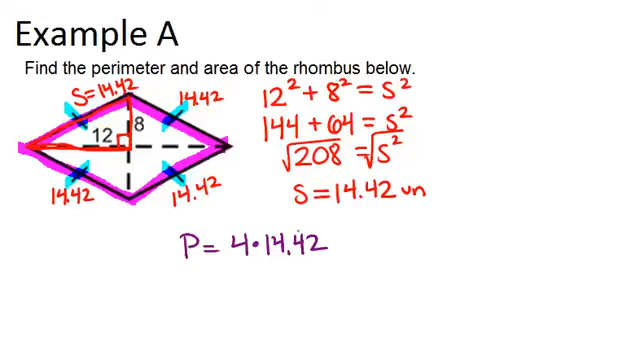 Example A
Find the perimeter and area of the rhombus below.
S=14.42
14.42
12
8
14.42
14.42
12² + 8² = s²
144 + 64 = s²
√208 = √s²
s = 14.42 un
P = 4 · 14.42